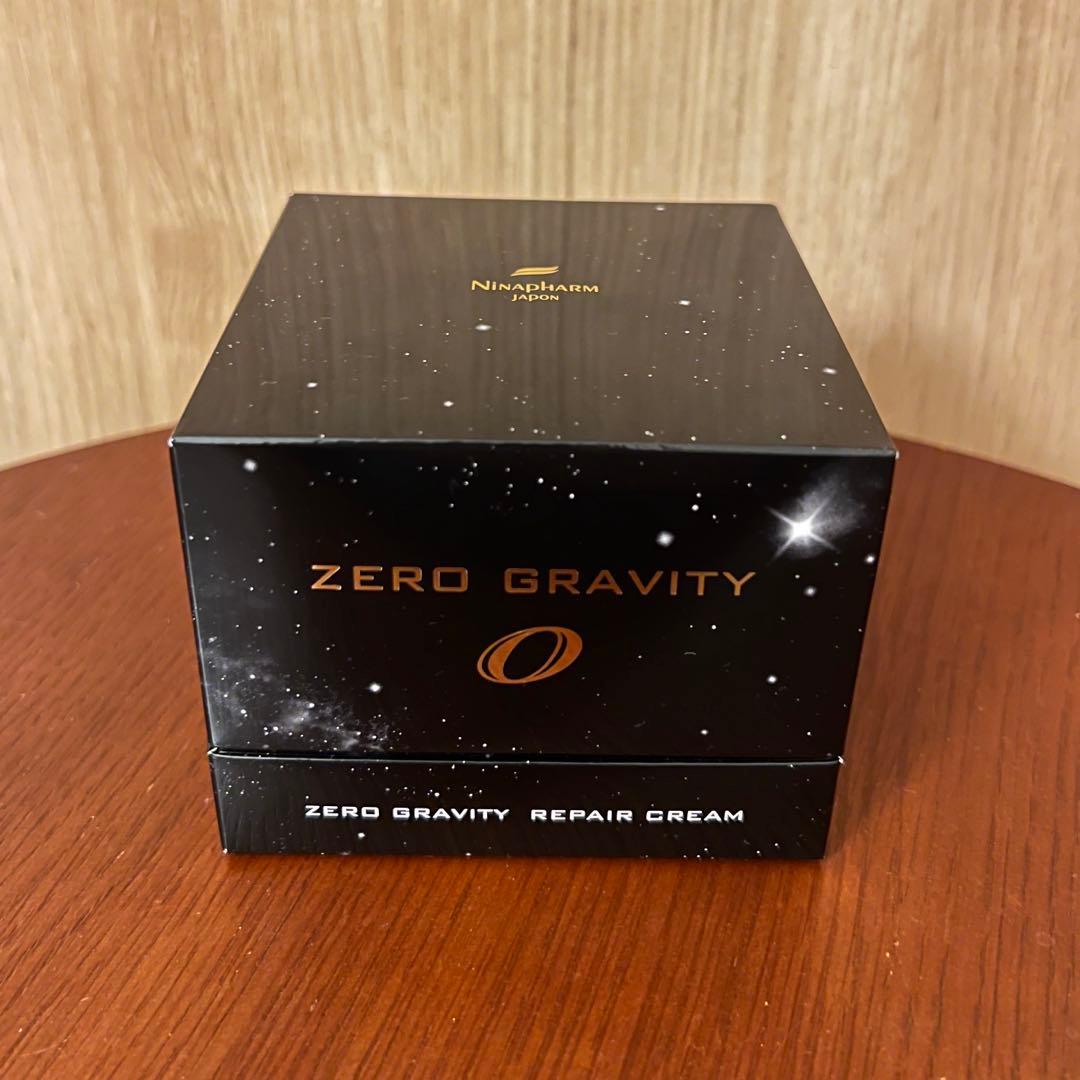 NINAPHARM
JAPON
ZERO GRAVITY
ZERO GRAVITY REPAIR CREAM